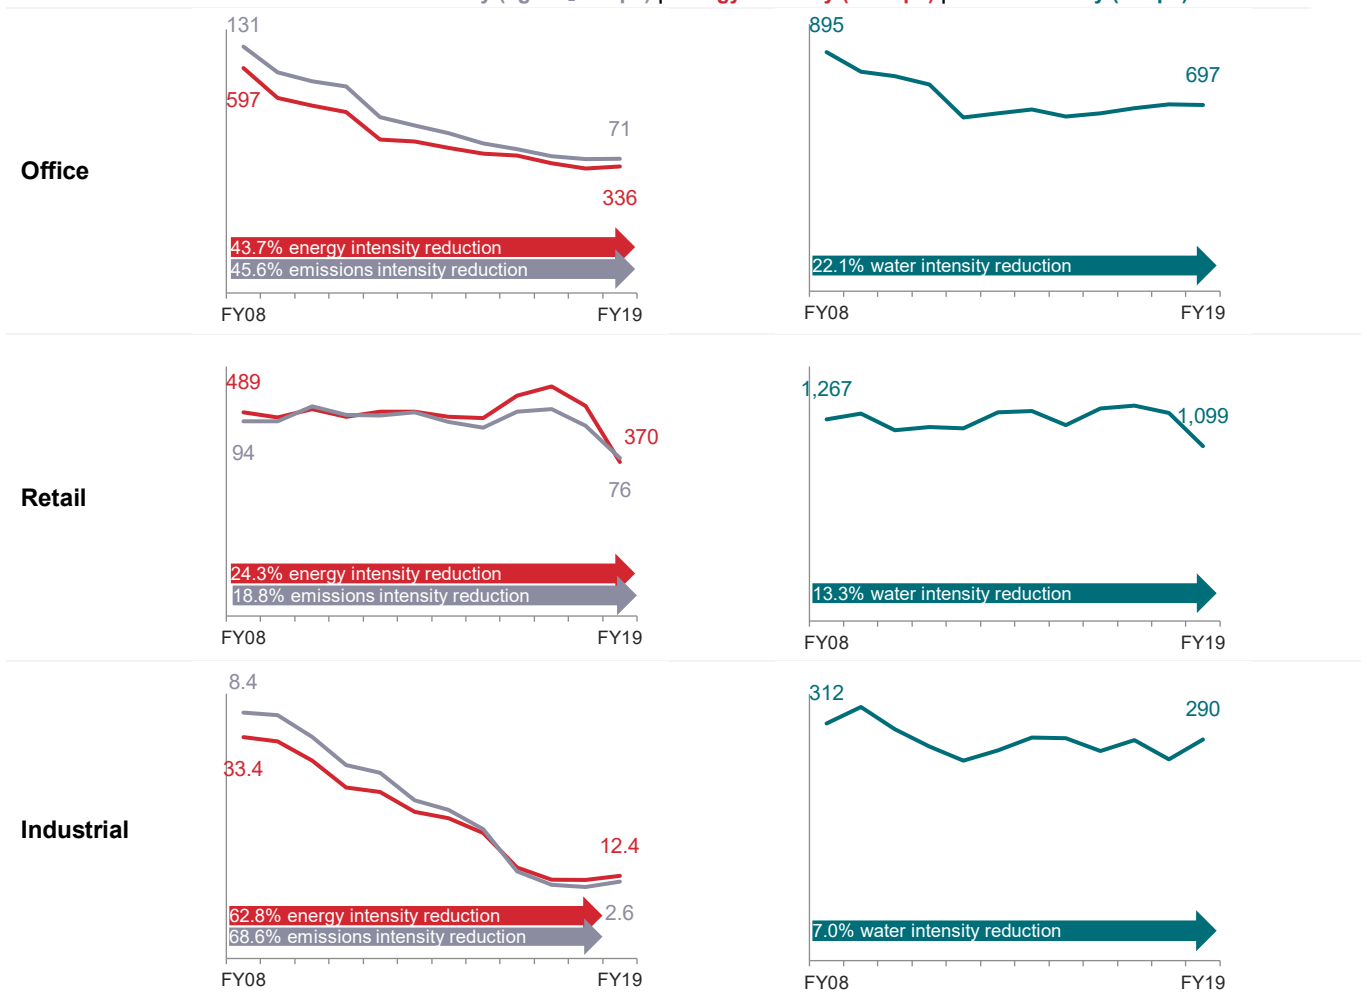 131
895
597
697
71
336
Office
43.7% energy intensity reduction
45.6% emissions intensity reduction
22.1% water intensity reduction
FY08 FY19
FY08 FY19
489
1,267
94
370
1,099
76
Retail
24.3% energy intensity reduction
18.8% emissions intensity reduction
13.3% water intensity reduction
FY08 FY19
FY08 FY19
8.4
312
33.4
290
12.4
Industrial
2.6
62.8% energy intensity reduction
68.6% emissions intensity reduction
7.0% water intensity reduction
FY08 FY19
FY08 FY19